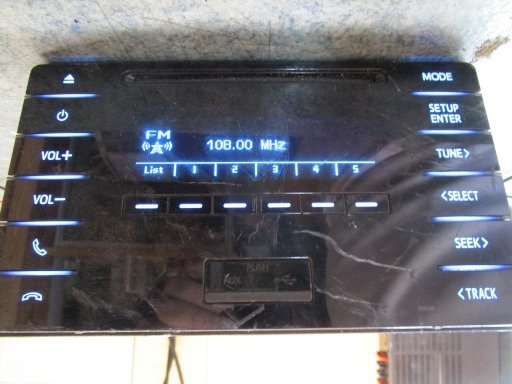 MODE
SETUP
ENTER
VOL+
VOL−
FM
108.00 MHz
List 1 2 3 4 5
TUNE>
<SELECT
SEEK>
<TRACK
PUSH
AUX